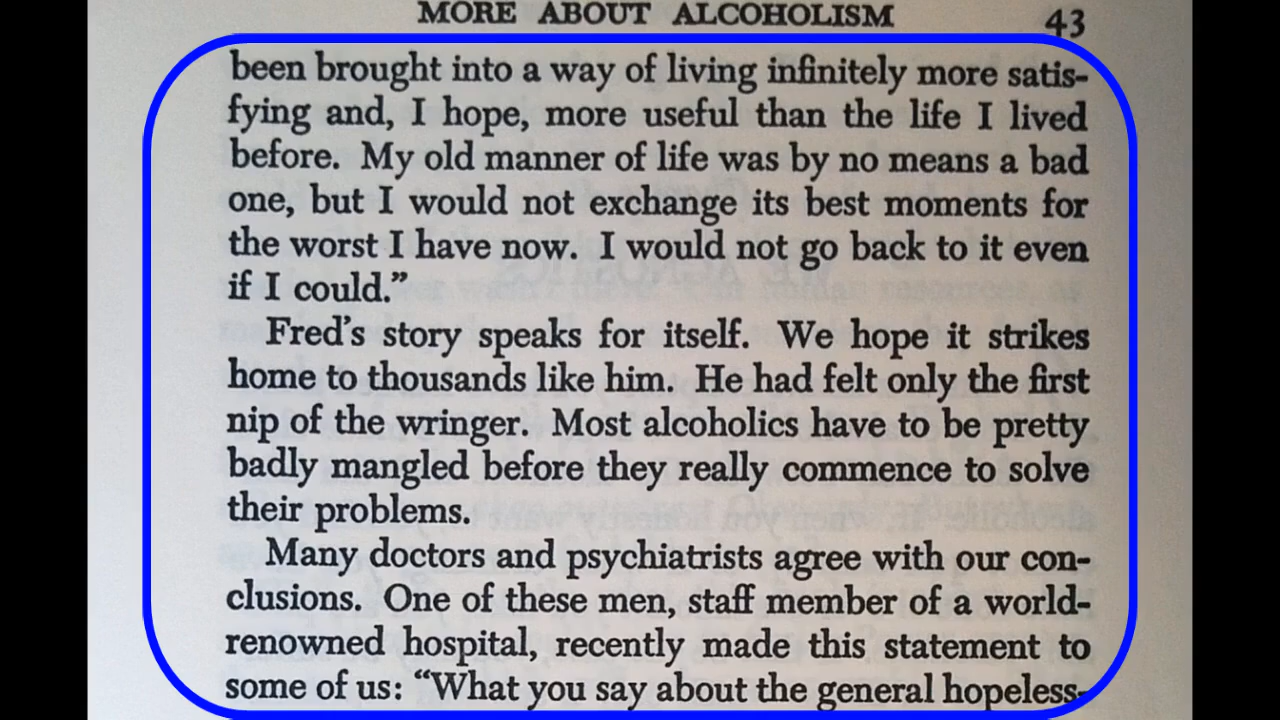 MORE ABOUT ALCOHOLISM 43
been brought into a way of living infinitely more satis-
fying and, I hope, more useful than the life I lived
before. My old manner of life was by no means a bad
one, but I would not exchange its best moments for
the worst I have now. I would not go back to it even
if I could.”
Fred’s story speaks for itself. We hope it strikes
home to thousands like him. He had felt only the first
nip of the wringer. Most alcoholics have to be pretty
badly mangled before they really commence to solve
their problems.
Many doctors and psychiatrists agree with our con-
clusions. One of these men, staff member of a world-
renowned hospital, recently made this statement to
some of us: “What you say about the general hopeless-